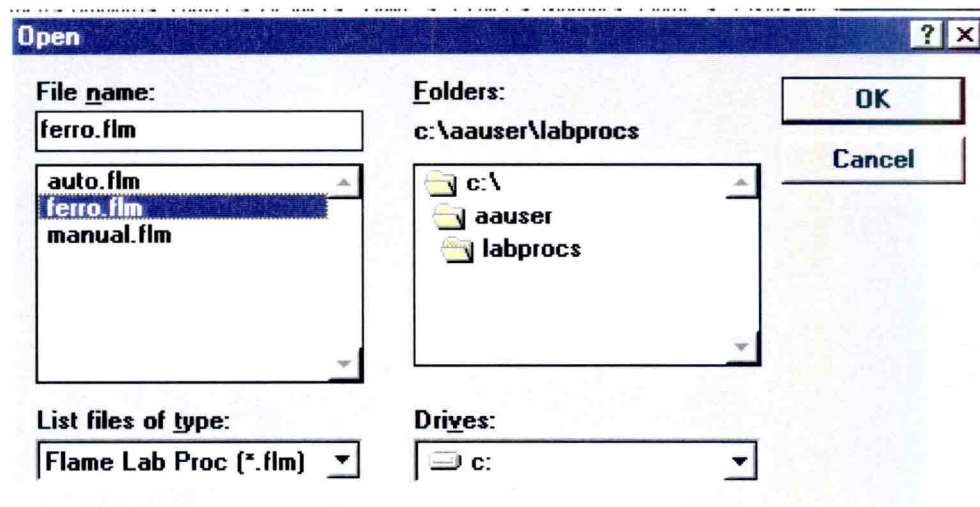 Open
File name:
ferro.flm
auto.flm
ferro.flm
manual.flm
List files of type:
Flame Lab Proc (*.flm)
Folders:
c:\aauser\labprocs
c:\
aauser
labprocs
Drives:
c:
OK
Cancel